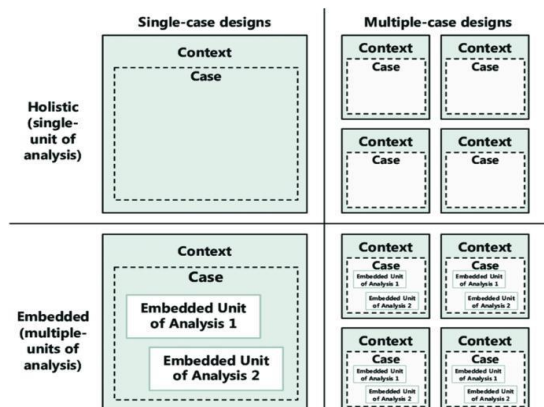 Single-case designs
Multiple-case designs
Holistic
(single-
unit of
analysis)
Context
Case
Context
Case
Context
Case
Context
Case
Context
Case
Embedded
(multiple-
units of
analysis)
Context
Case
Embedded Unit
of Analysis 1
Embedded Unit
of Analysis 2
Context
Case
Embedded Unit
of Analysis 1
Embedded Unit
of Analysis 2
Context
Case
Embedded Unit
of Analysis 1
Embedded Unit
of Analysis 2
Context
Case
Embedded Unit
of Analysis 1
Embedded Unit
of Analysis 2
Context
Case
Embedded Unit
of Analysis 1
Embedded Unit
of Analysis 2